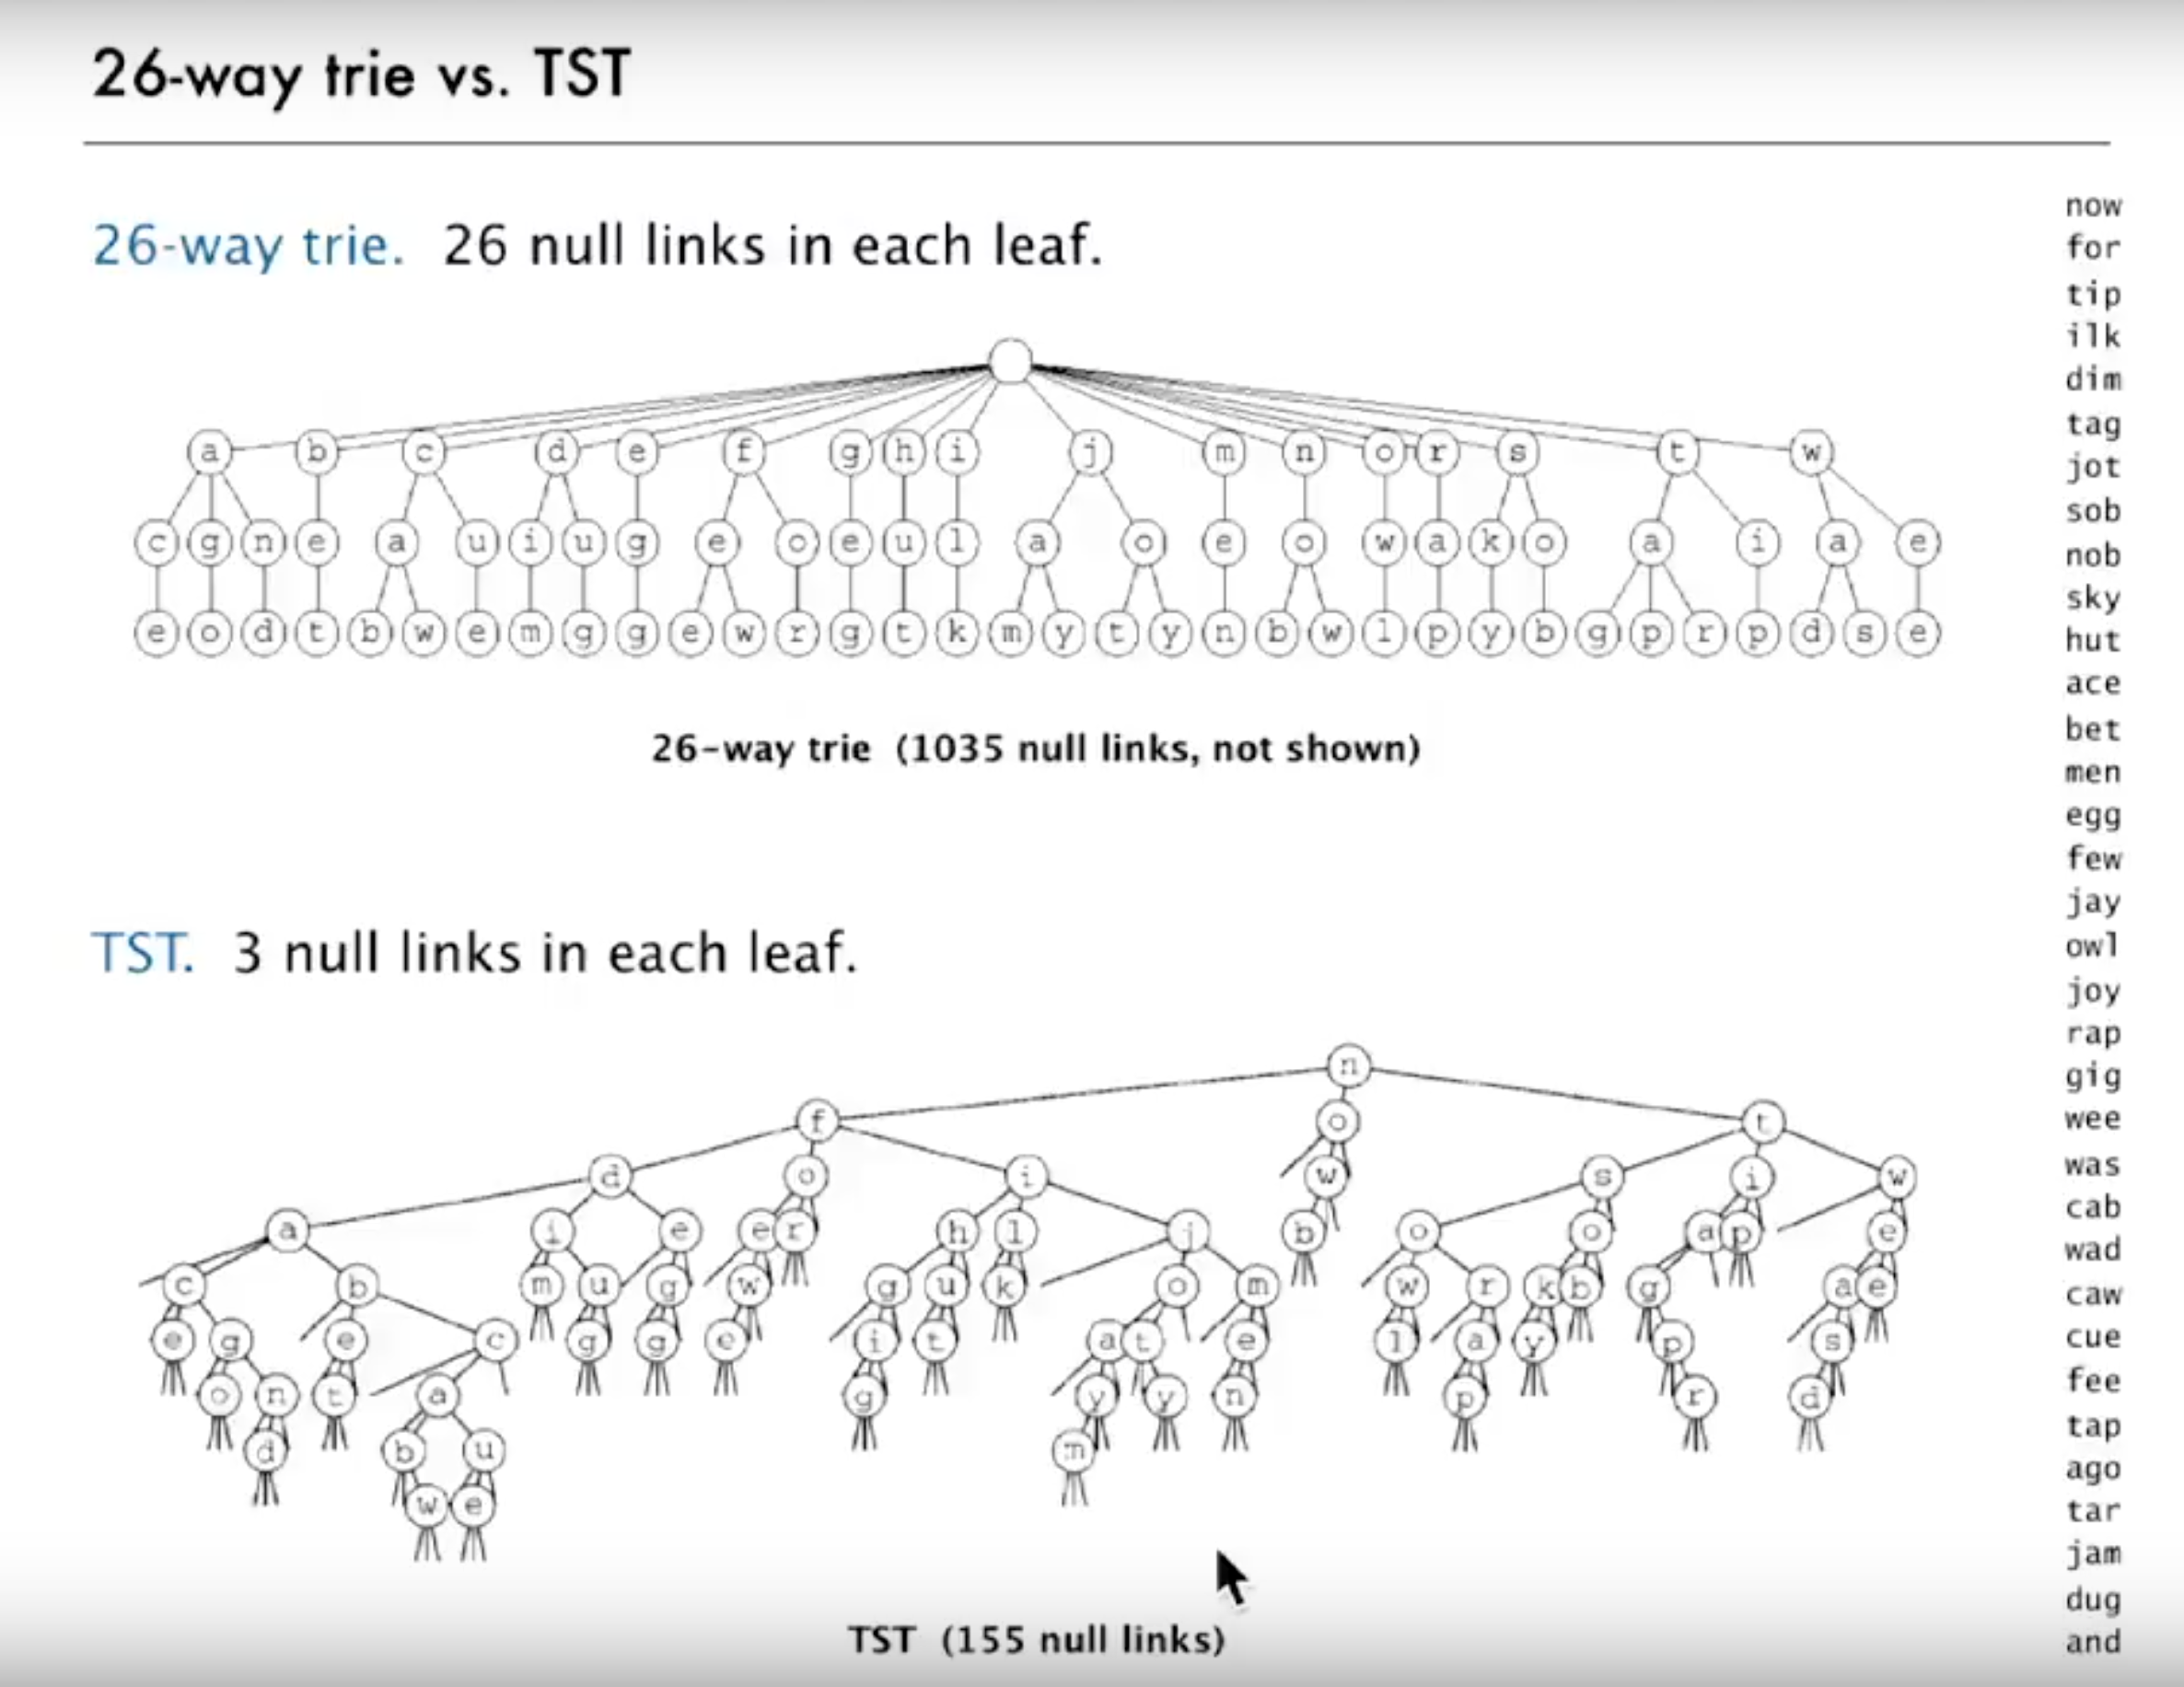 26-way trie vs. TST
26-way trie. 26 null links in each leaf.
a b c d e f g h i j m n o r s t w
c g n e a u i u g e o e u l a o e o w a k o a i a e
e o d t b w e m g g e w r g t k m y t y n b w l p y b g p r p d s e
26-way trie (1035 null links, not shown)
TST. 3 null links in each leaf.
n
f o t
d o i w s i w
a i e e r h l j b o o a p e
c b m u g w g u k o m w r k b g a e
e g e c g g e i t a t e l a y p s
o n t a g y y n p r d
d b u m
w e
TST (155 null links)
now
for
tip
ilk
dim
tag
jot
sob
nob
sky
hut
ace
bet
men
egg
few
jay
owl
joy
rap
gig
wee
was
cab
wad
caw
cue
fee
tap
ago
tar
jam
dug
and